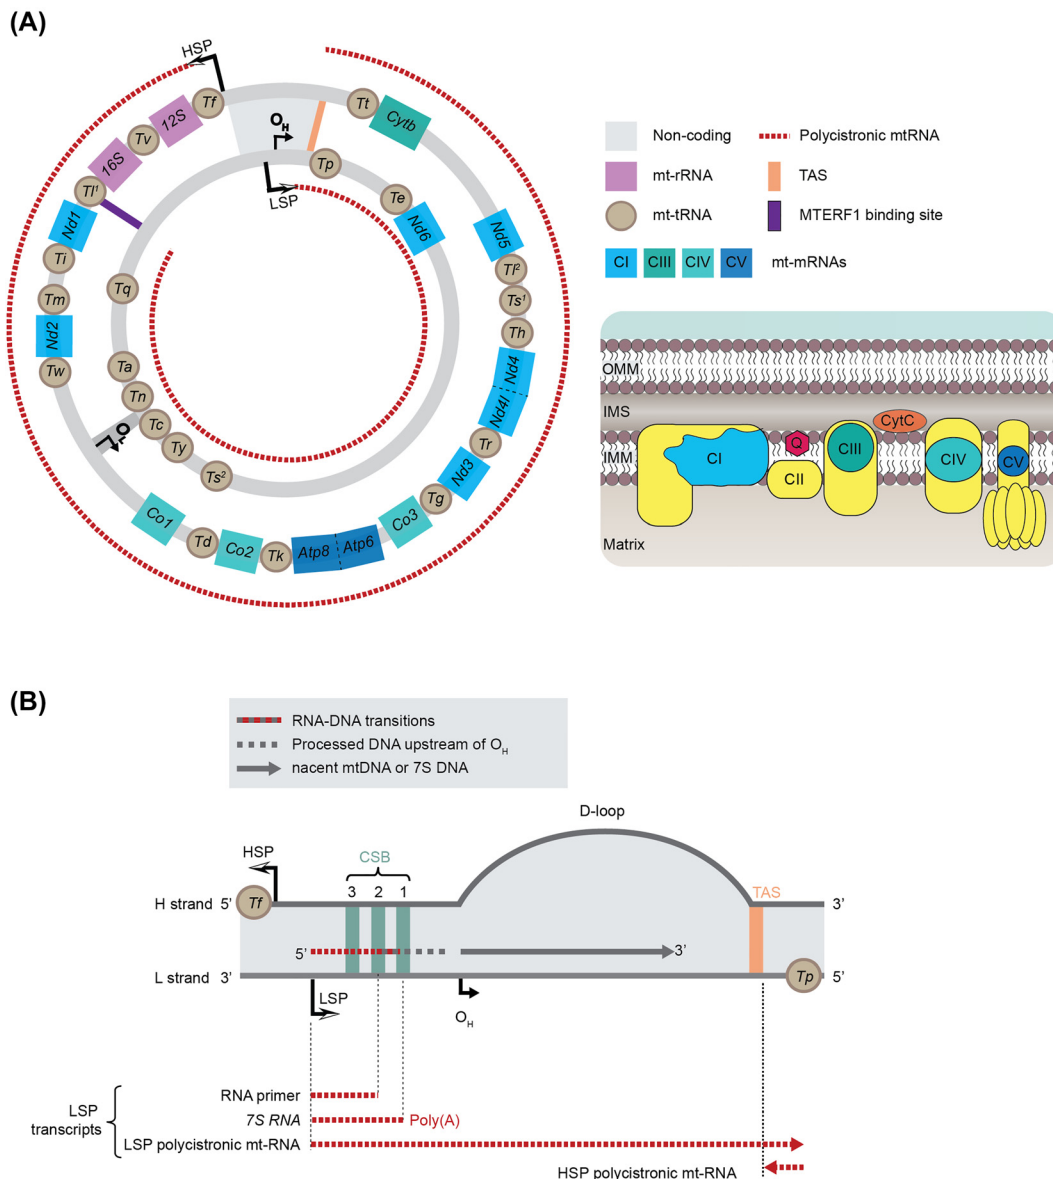 (A)
HSP
Tf
12S
Tv
16S
Tl¹
Nd1
Ti
Tm
Nd2
Tw
Tt
Cytb
O_H
LSP
Tp
Te
Nd6
Nd5
Tl²
Ts¹
Th
Nd4
Nd4l
Tr
Nd3
Tg
Co3
Atp6
Atp8
Tk
Co2
Td
Co1
Tq
Ta
Tn
O_L
Tc
Ty
Ts²
Non-coding
Polycistronic mtRNA
mt-rRNA
TAS
mt-tRNA
MTERF1 binding site
CI CIII CIV CV mt-mRNAs
OMM
IMS
IMM
Matrix
CI
Q
CII
CIII
CytC
CIV
CV
(B)
RNA-DNA transitions
Processed DNA upstream of O_H
nacent mtDNA or 7S DNA
D-loop
HSP
CSB
3 2 1
TAS
H strand 5’ Tf 3’
5’ 3’
L strand 3’ Tp 5’
LSP
O_H
RNA primer
7S RNA Poly(A)
LSP
transcripts
LSP polycistronic mt-RNA
HSP polycistronic mt-RNA